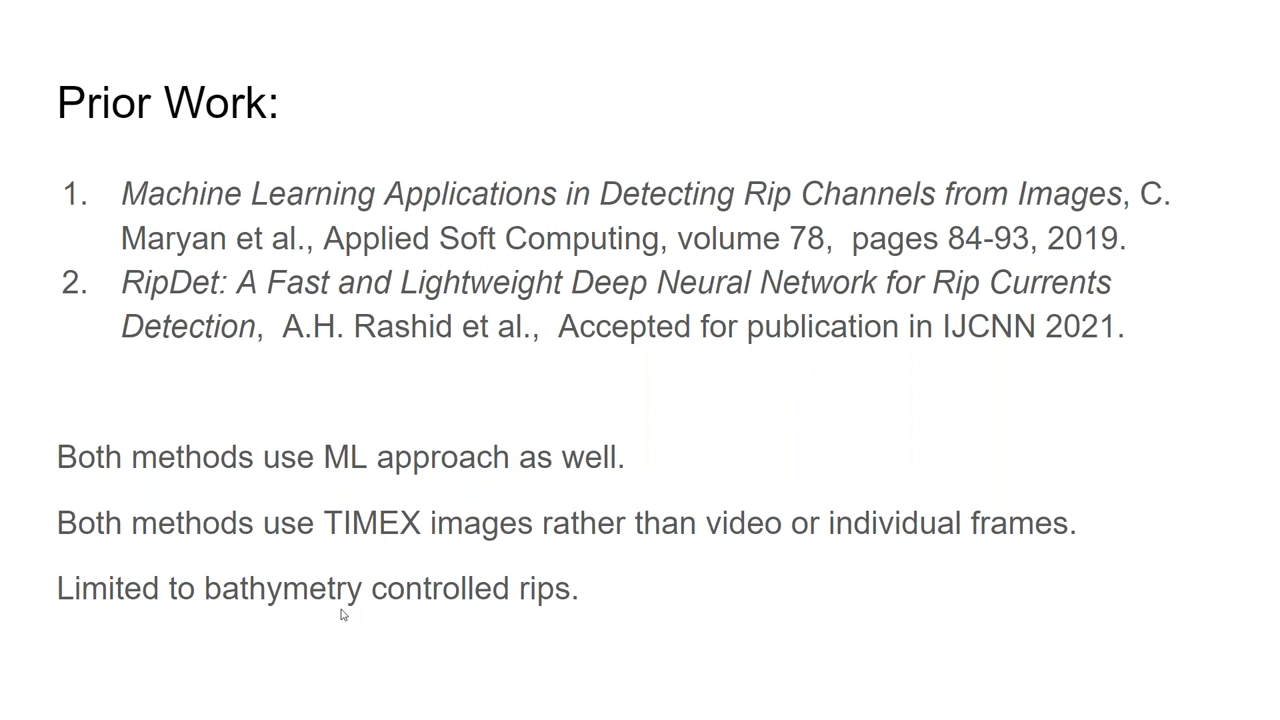 Prior Work:
1. Machine Learning Applications in Detecting Rip Channels from Images, C.
Maryan et al., Applied Soft Computing, volume 78,  pages 84-93, 2019.
2. RipDet: A Fast and Lightweight Deep Neural Network for Rip Currents
Detection,  A.H. Rashid et al.,  Accepted for publication in IJCNN 2021.
Both methods use ML approach as well.
Both methods use TIMEX images rather than video or individual frames.
Limited to bathymetry controlled rips.